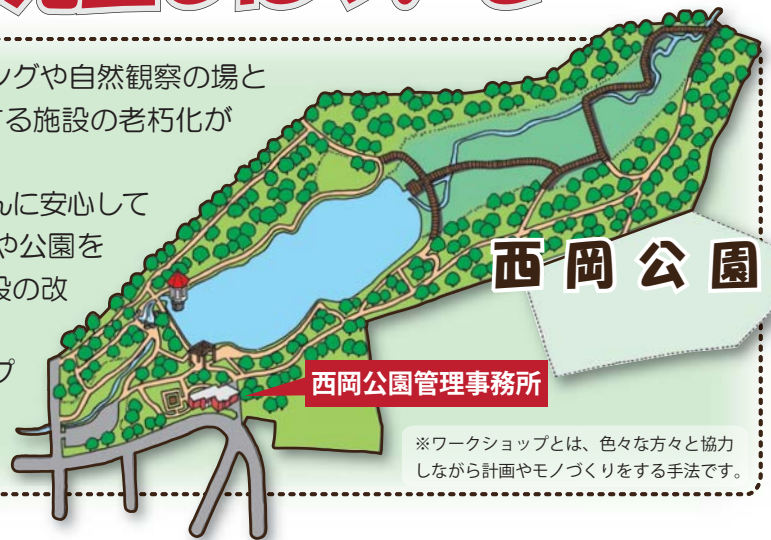 ングや自然観察の場と
する施設の老朽化が
んに安心して
や公園を
設の改
プ
西岡公園
西岡公園管理事務所
※ワークショップとは、色々な方々と協力
しながら計画やモノづくりをする手法です。